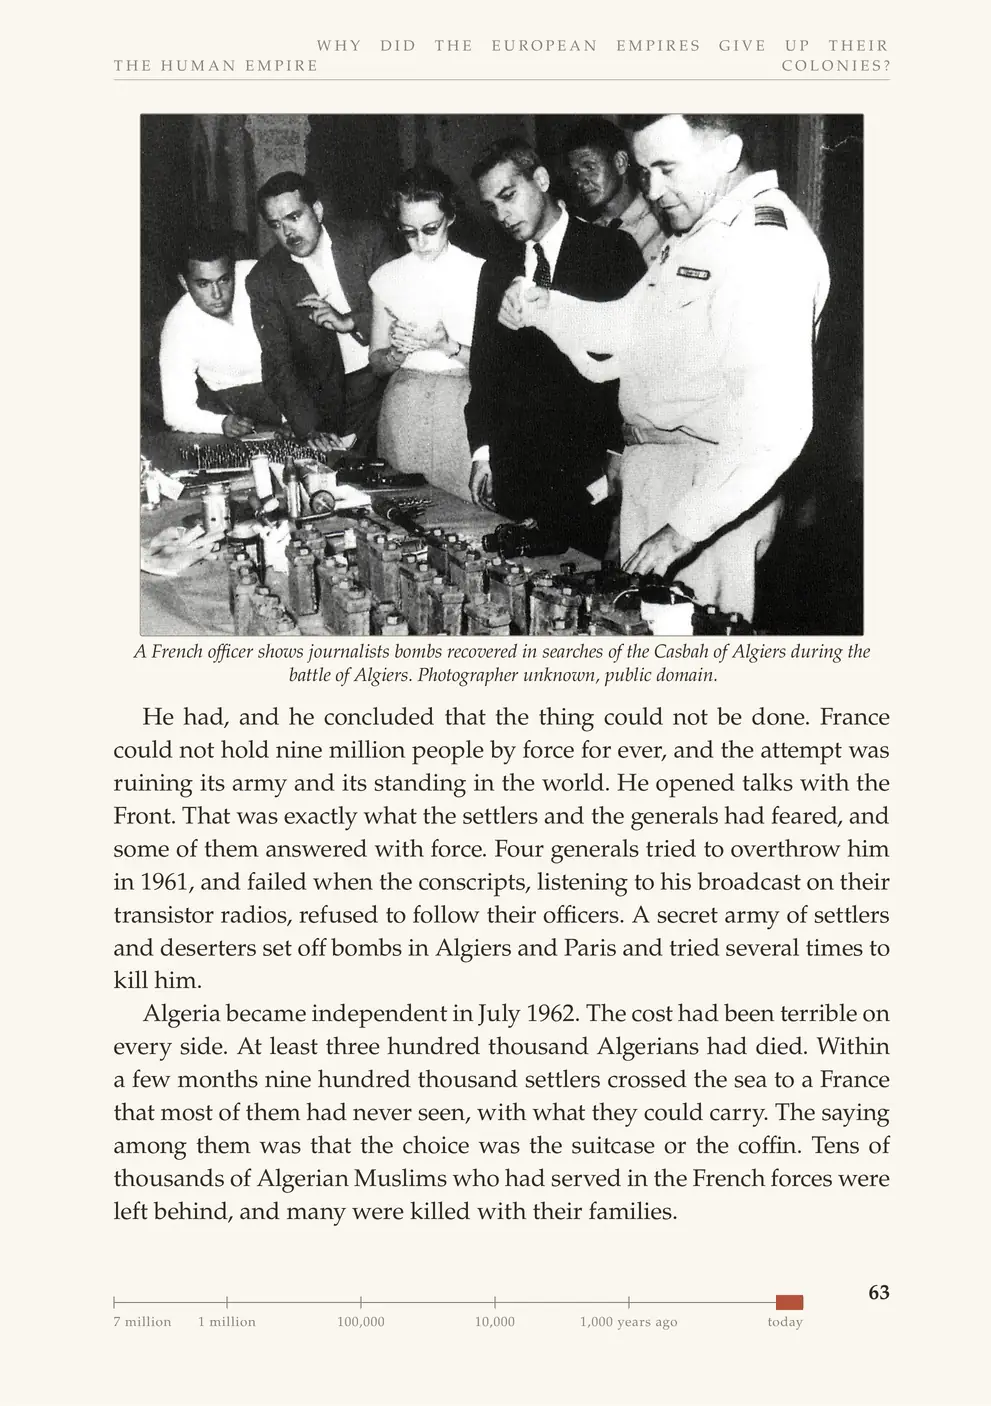 WHY DID THE EUROPEAN EMPIRES GIVE UP THEIR
THE HUMAN EMPIRE COLONIES?
A French officer shows journalists bombs recovered in searches of the Casbah of Algiers during the
battle of Algiers. Photographer unknown, public domain.
He had, and he concluded that the thing could not be done. France
could not hold nine million people by force for ever, and the attempt was
ruining its army and its standing in the world. He opened talks with the
Front. That was exactly what the settlers and the generals had feared, and
some of them answered with force. Four generals tried to overthrow him
in 1961, and failed when the conscripts, listening to his broadcast on their
transistor radios, refused to follow their officers. A secret army of settlers
and deserters set off bombs in Algiers and Paris and tried several times to
kill him.
Algeria became independent in July 1962. The cost had been terrible on
every side. At least three hundred thousand Algerians had died. Within
a few months nine hundred thousand settlers crossed the sea to a France
that most of them had never seen, with what they could carry. The saying
among them was that the choice was the suitcase or the coffin. Tens of
thousands of Algerian Muslims who had served in the French forces were
left behind, and many were killed with their families.
63
7 million 1 million 100,000 10,000 1,000 years ago today